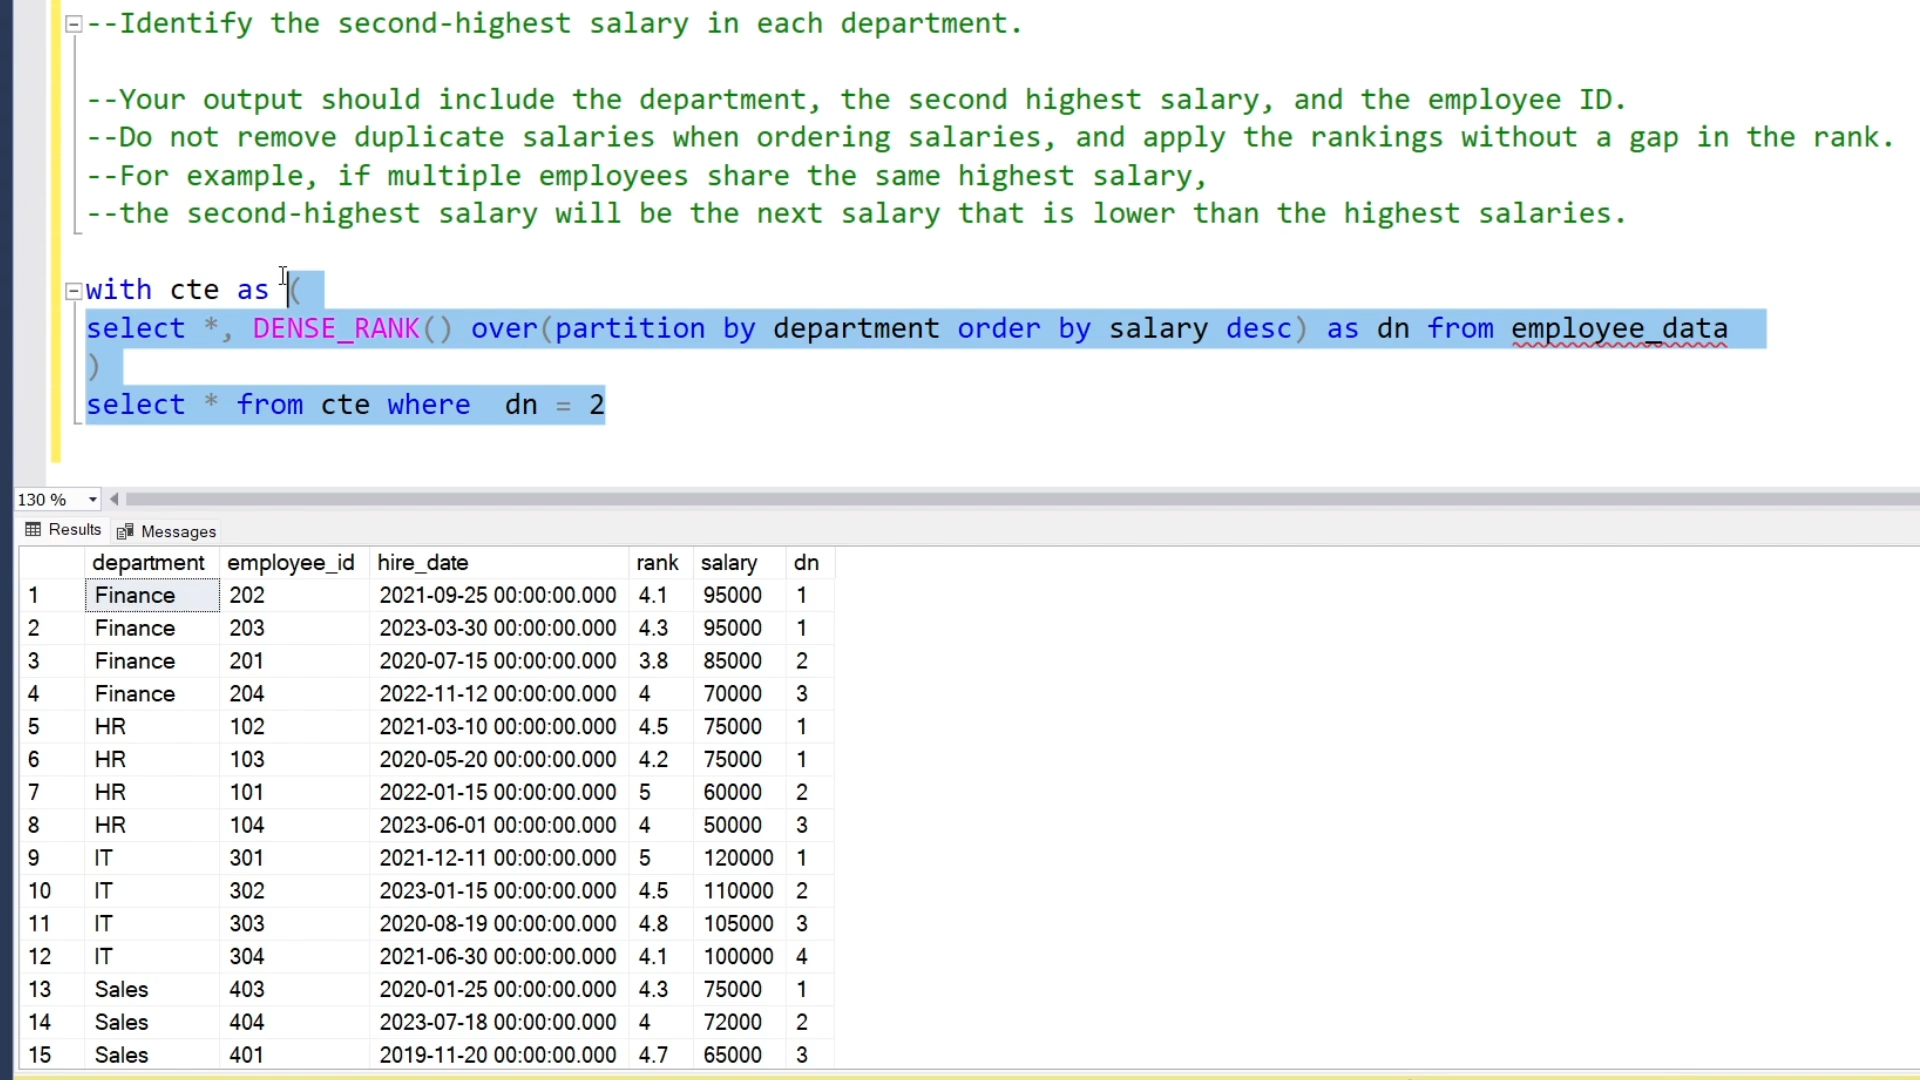 --Identify the second-highest salary in each department.
--Your output should include the department, the second highest salary, and the employee ID.
--Do not remove duplicate salaries when ordering salaries, and apply the rankings without a gap in the rank.
--For example, if multiple employees share the same highest salary,
--the second-highest salary will be the next salary that is lower than the highest salaries.
with cte as (
select *, DENSE_RANK() over(partition by department order by salary desc) as dn from employee_data
)
select * from cte where  dn = 2
130 %
Results Messages
department employee_id hire_date rank salary dn
1 Finance 202 2021-09-25 00:00:00.000 4.1 95000 1
2 Finance 203 2023-03-30 00:00:00.000 4.3 95000 1
3 Finance 201 2020-07-15 00:00:00.000 3.8 85000 2
4 Finance 204 2022-11-12 00:00:00.000 4 70000 3
5 HR 102 2021-03-10 00:00:00.000 4.5 75000 1
6 HR 103 2020-05-20 00:00:00.000 4.2 75000 1
7 HR 101 2022-01-15 00:00:00.000 5 60000 2
8 HR 104 2023-06-01 00:00:00.000 4 50000 3
9 IT 301 2021-12-11 00:00:00.000 5 120000 1
10 IT 302 2023-01-15 00:00:00.000 4.5 110000 2
11 IT 303 2020-08-19 00:00:00.000 4.8 105000 3
12 IT 304 2021-06-30 00:00:00.000 4.1 100000 4
13 Sales 403 2020-01-25 00:00:00.000 4.3 75000 1
14 Sales 404 2023-07-18 00:00:00.000 4 72000 2
15 Sales 401 2019-11-20 00:00:00.000 4.7 65000 3